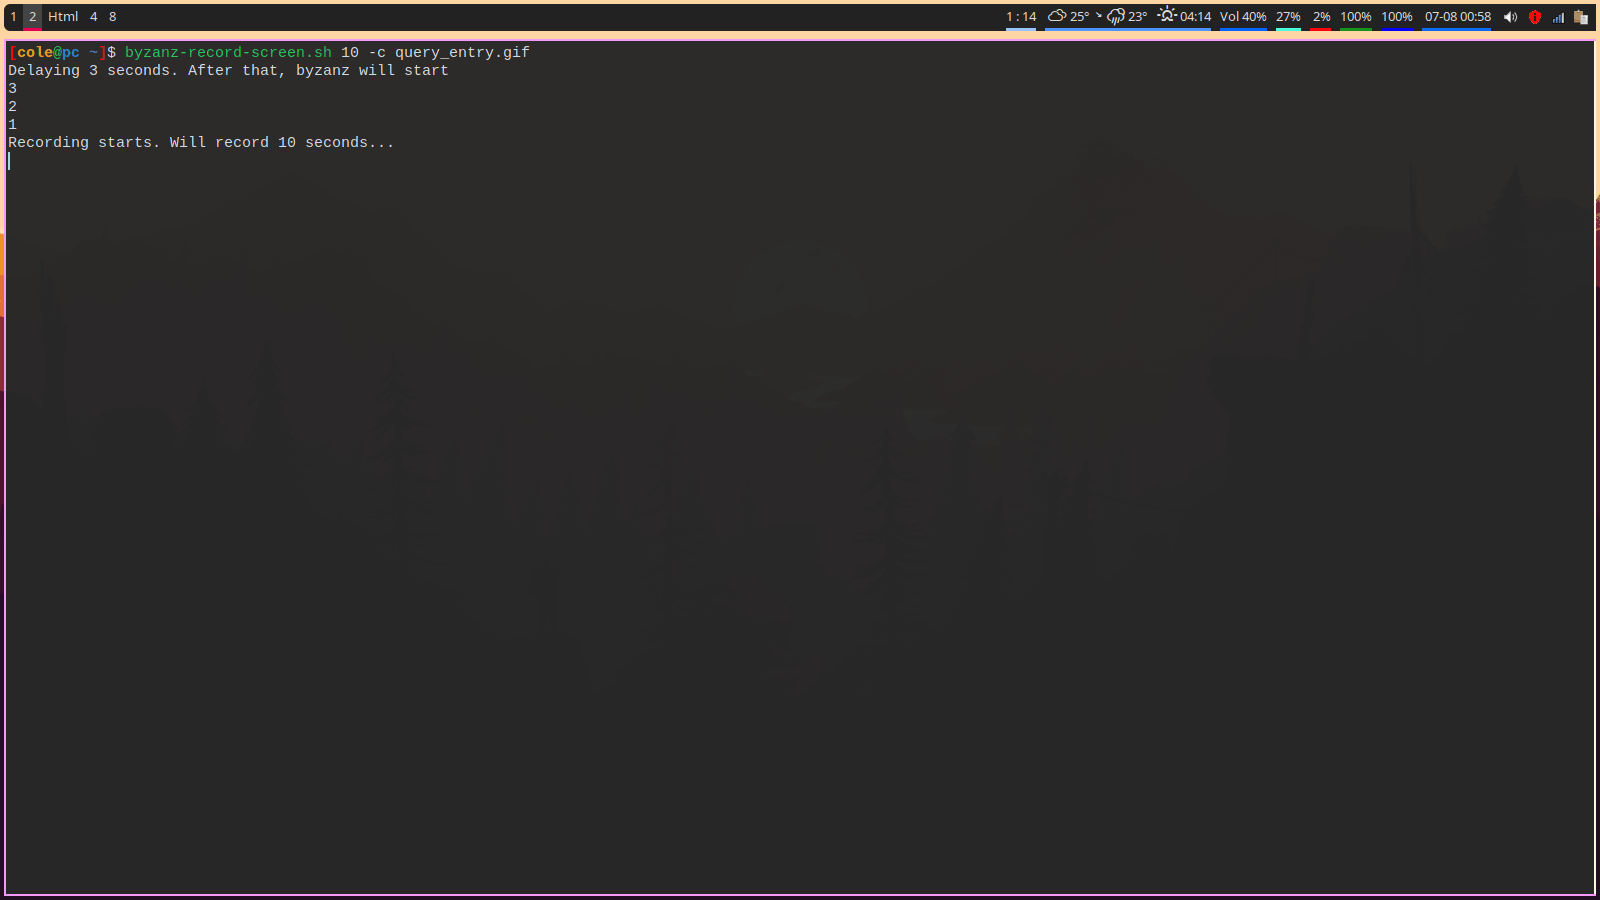 1 2 Html 4 8 1 : 14 25° 23° 04:14 Vol 40% 27% 2% 100% 100% 07-08 00:58
[cole@pc ~]$ byzanz-record-screen.sh 10 -c query_entry.gif
Delaying 3 seconds. After that, byzanz will start
3
2
1
Recording starts. Will record 10 seconds...